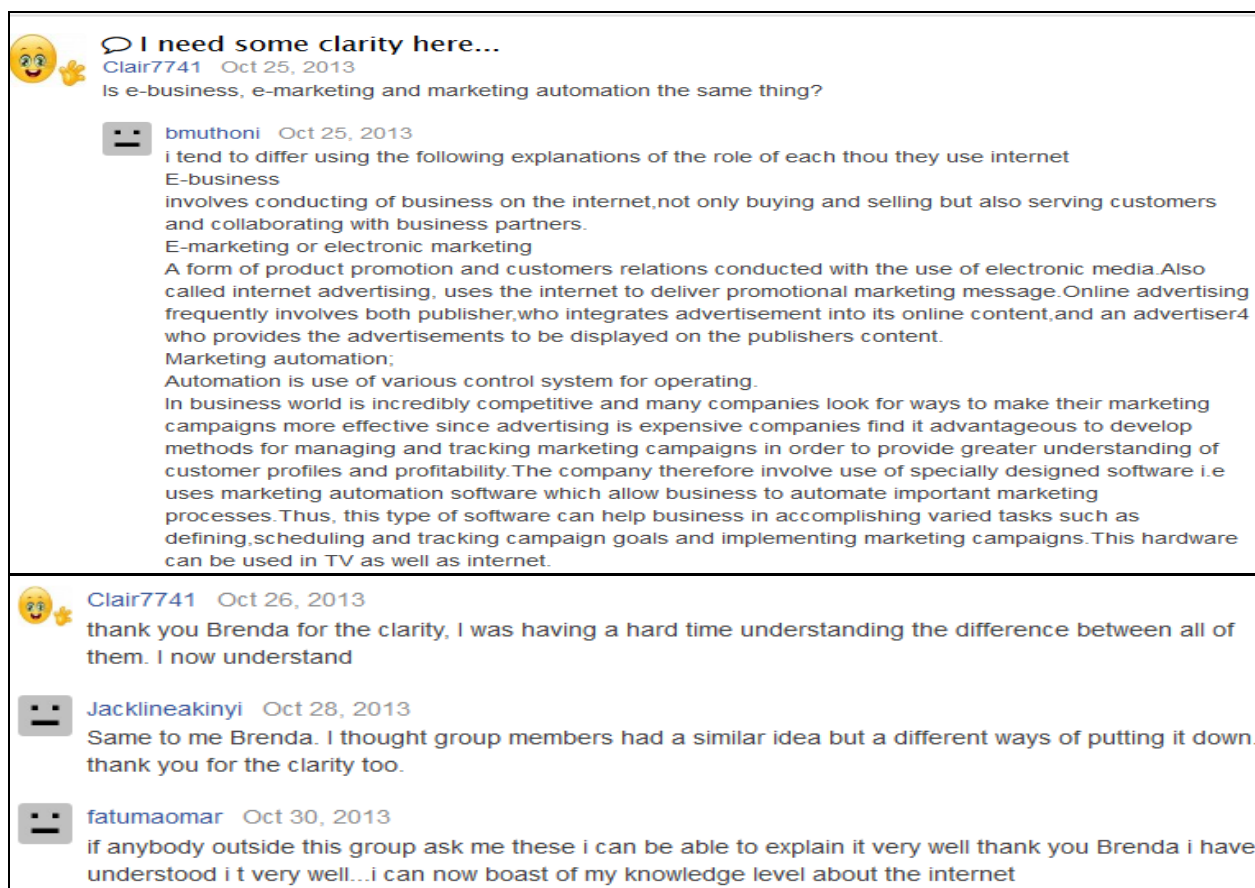 I need some clarity here...
Clair7741 Oct 25, 2013
Is e-business, e-marketing and marketing automation the same thing?
bmuthoni Oct 25, 2013
i tend to differ using the following explanations of the role of each thou they use internet
E-business
involves conducting of business on the internet,not only buying and selling but also serving customers
and collaborating with business partners.
E-marketing or electronic marketing
A form of product promotion and customers relations conducted with the use of electronic media.Also
called internet advertising, uses the internet to deliver promotional marketing message.Online advertising
frequently involves both publisher,who integrates advertisement into its online content,and an advertiser4
who provides the advertisements to be displayed on the publishers content.
Marketing automation;
Automation is use of various control system for operating.
In business world is incredibly competitive and many companies look for ways to make their marketing
campaigns more effective since advertising is expensive companies find it advantageous to develop
methods for managing and tracking marketing campaigns in order to provide greater understanding of
customer profiles and profitability.The company therefore involve use of specially designed software i.e
uses marketing automation software which allow business to automate important marketing
processes.Thus, this type of software can help business in accomplishing varied tasks such as
defining,scheduling and tracking campaign goals and implementing marketing campaigns.This hardware
can be used in TV as well as internet.
Clair7741 Oct 26, 2013
thank you Brenda for the clarity, I was having a hard time understanding the difference between all of
them. I now understand
Jacklineakinyi Oct 28, 2013
Same to me Brenda. I thought group members had a similar idea but a different ways of putting it down.
thank you for the clarity too.
fatumaomar Oct 30, 2013
if anybody outside this group ask me these i can be able to explain it very well thank you Brenda i have
understood i t very well...i can now boast of my knowledge level about the internet